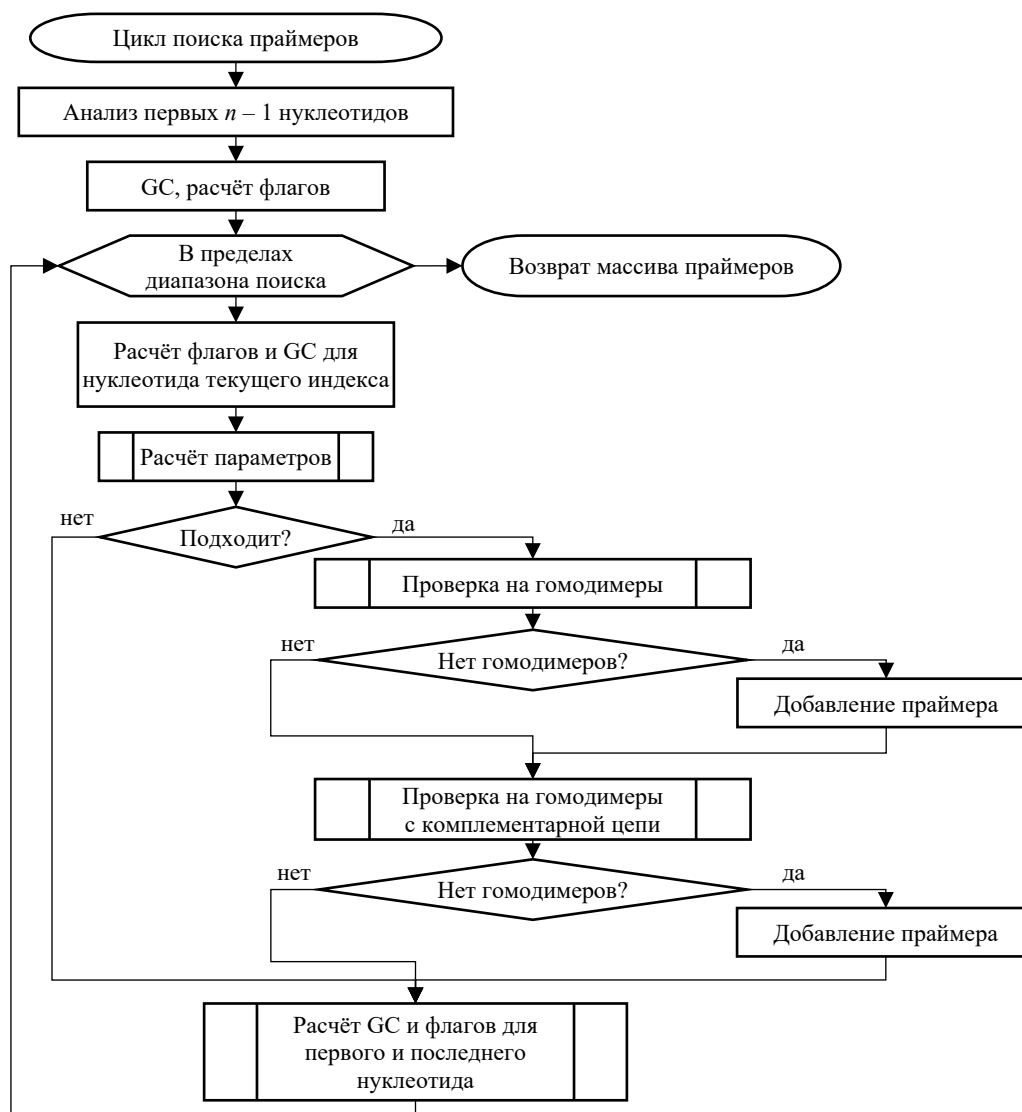 Цикл поиска праймеров
Анализ первых n – 1 нуклеотидов
GC, расчёт флагов
В пределах
диапазона поиска
Возврат массива праймеров
Расчёт флагов и GC для
нуклеотида текущего индекса
Расчёт параметров
нет
Подходит?
да
Проверка на гомодимеры
нет
Нет гомодимеров?
да
Добавление праймера
Проверка на гомодимеры
с комплементарной цепи
нет
Нет гомодимеров?
да
Добавление праймера
Расчёт GC и флагов для
первого и последнего
нуклеотида